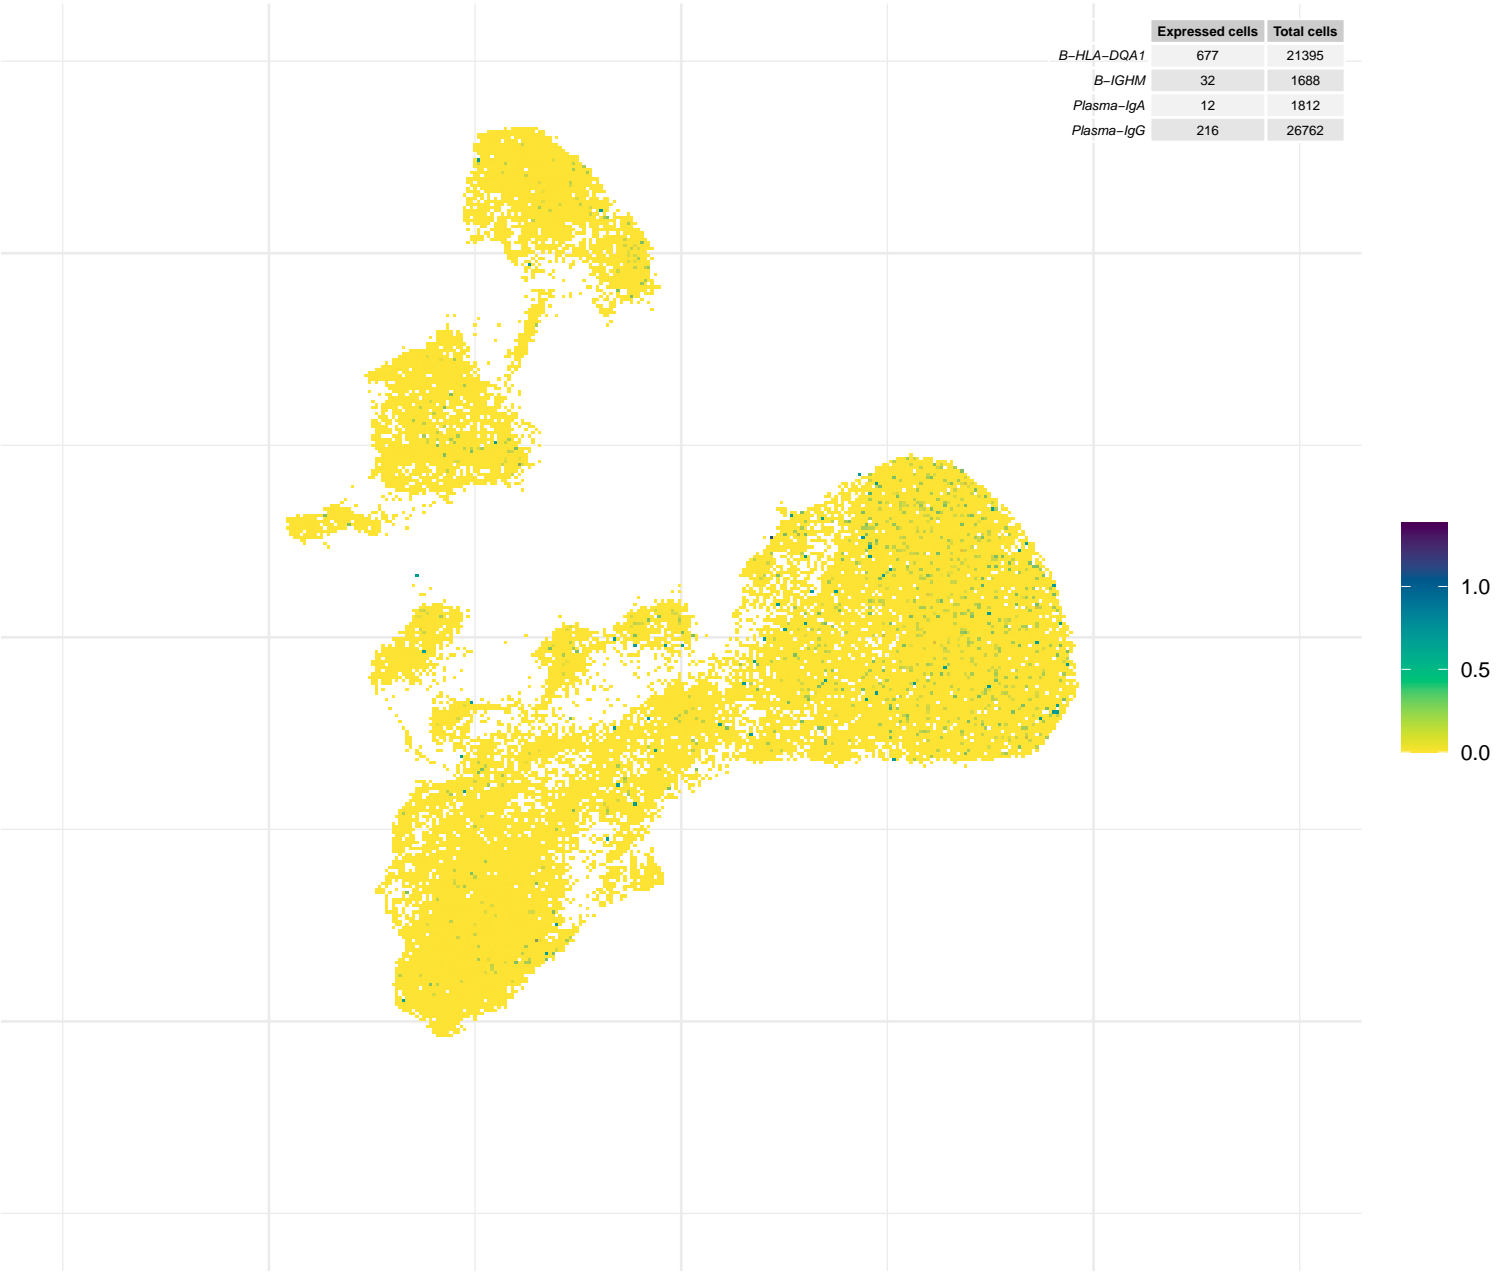 Expressed cells Total cells
B−HLA−DQA1 677 21395
B−IGHM 32 1688
Plasma−IgA 12 1812
Plasma−IgG 216 26762
1.0
0.5
0.0